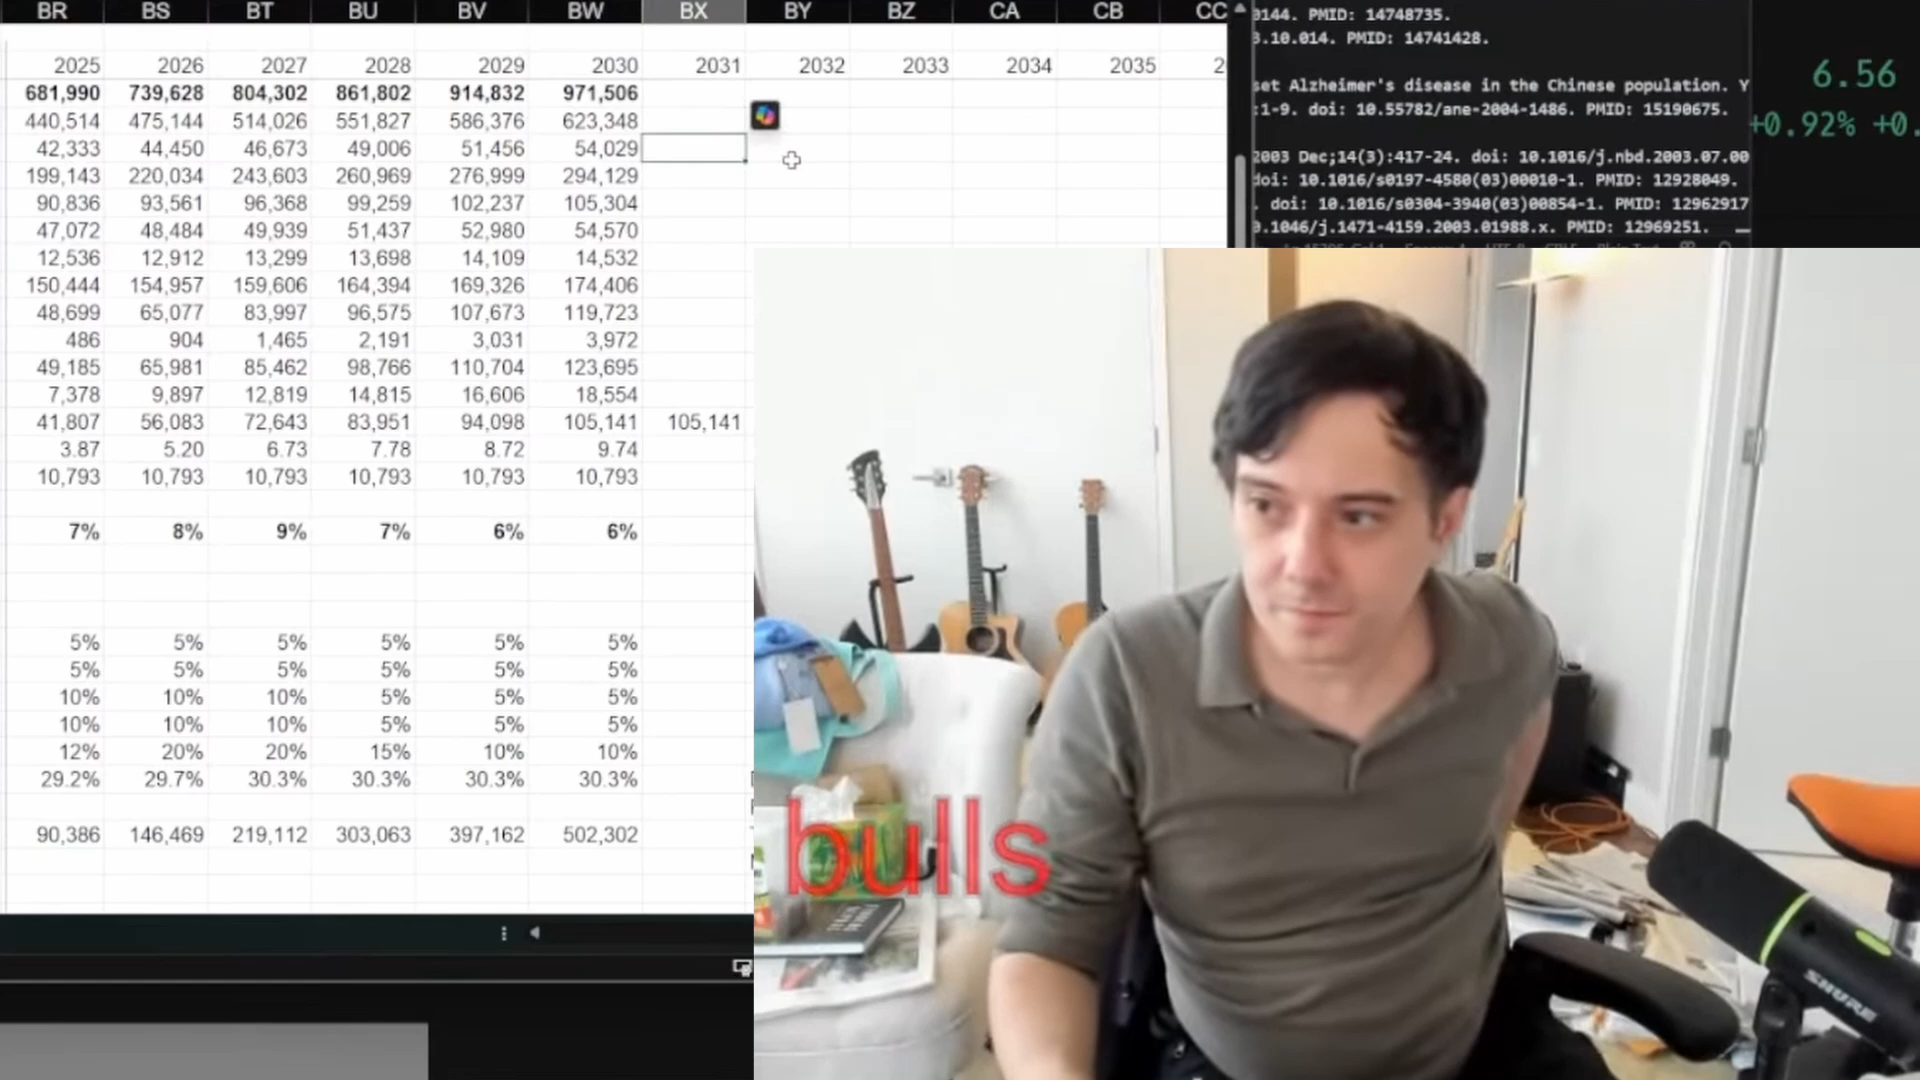 BR BS BT BU BV BW BX BY BZ CA CB CC
2025 2026 2027 2028 2029 2030 2031 2032 2033 2034 2035
681,990 739,628 804,302 861,802 914,832 971,506
440,514 475,144 514,026 551,827 586,376 623,348
42,333 44,450 46,673 49,006 51,456 54,029
199,143 220,034 243,603 260,969 276,999 294,129
90,836 93,561 96,368 99,259 102,237 105,304
47,072 48,484 49,939 51,437 52,980 54,570
12,536 12,912 13,299 13,698 14,109 14,532
150,444 154,957 159,606 164,394 169,326 174,406
48,699 65,077 83,997 96,575 107,673 119,723
486 904 1,465 2,191 3,031 3,972
49,185 65,981 85,462 98,766 110,704 123,695
7,378 9,897 12,819 14,815 16,606 18,554
41,807 56,083 72,643 83,951 94,098 105,141 105,141
3.87 5.20 6.73 7.78 8.72 9.74
10,793 10,793 10,793 10,793 10,793 10,793
7% 8% 9% 7% 6% 6%
5% 5% 5% 5% 5% 5%
5% 5% 5% 5% 5% 5%
10% 10% 10% 5% 5% 5%
10% 10% 10% 5% 5% 5%
12% 20% 20% 15% 10% 10%
29.2% 29.7% 30.3% 30.3% 30.3% 30.3%
90,386 146,469 219,112 303,063 397,162 502,302
0144. PMID: 14748735.
3.10.014. PMID: 14741428.
set Alzheimer's disease in the Chinese population. Y
:1-9. doi: 10.55782/ane-2004-1486. PMID: 15190675.
2003 Dec;14(3):417-24. doi: 10.1016/j.nbd.2003.07.00
doi: 10.1016/s0197-4580(03)00010-1. PMID: 12928049.
. doi: 10.1016/s0304-3940(03)00854-1. PMID: 12962917
0.1046/j.1471-4159.2003.01988.x. PMID: 12969251.
6.56
+0.92% +0.
bulls
SHURE